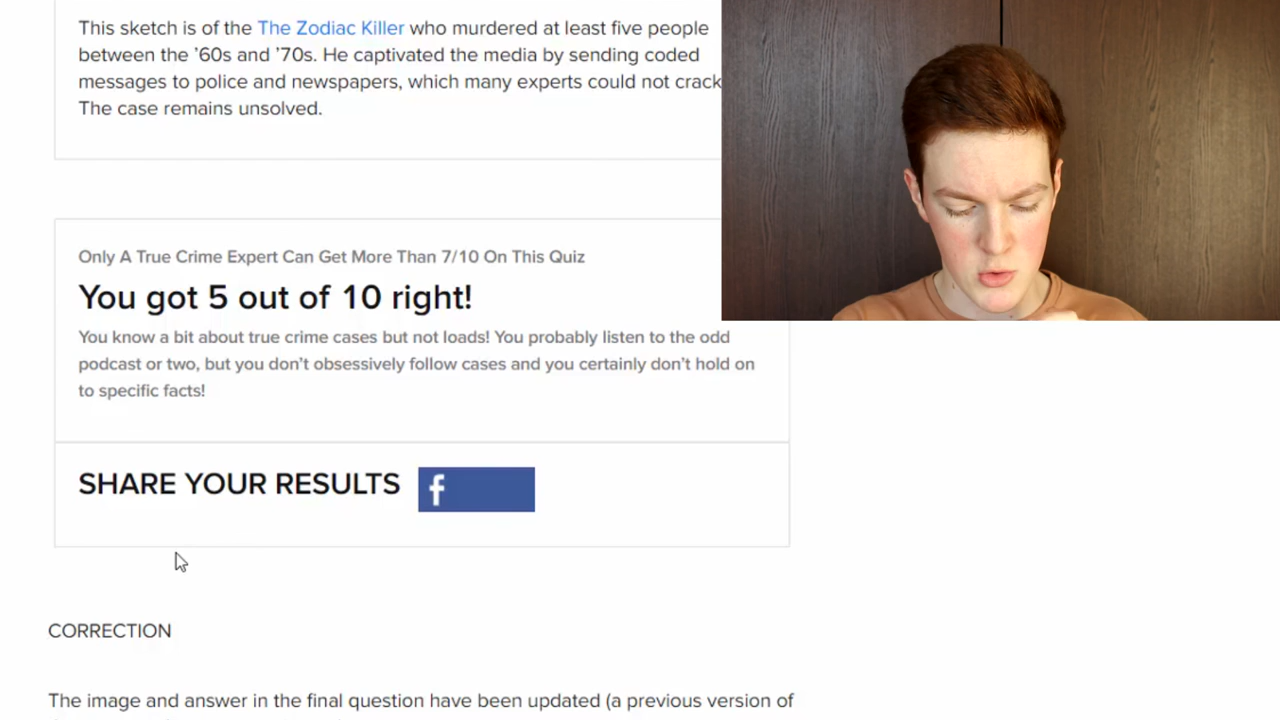 This sketch is of the The Zodiac Killer who murdered at least five people
between the ’60s and ’70s. He captivated the media by sending coded
messages to police and newspapers, which many experts could not crack
The case remains unsolved.
Only A True Crime Expert Can Get More Than 7/10 On This Quiz
You got 5 out of 10 right!
You know a bit about true crime cases but not loads! You probably listen to the odd
podcast or two, but you don’t obsessively follow cases and you certainly don’t hold on
to specific facts!
SHARE YOUR RESULTS f
CORRECTION
The image and answer in the final question have been updated (a previous version of